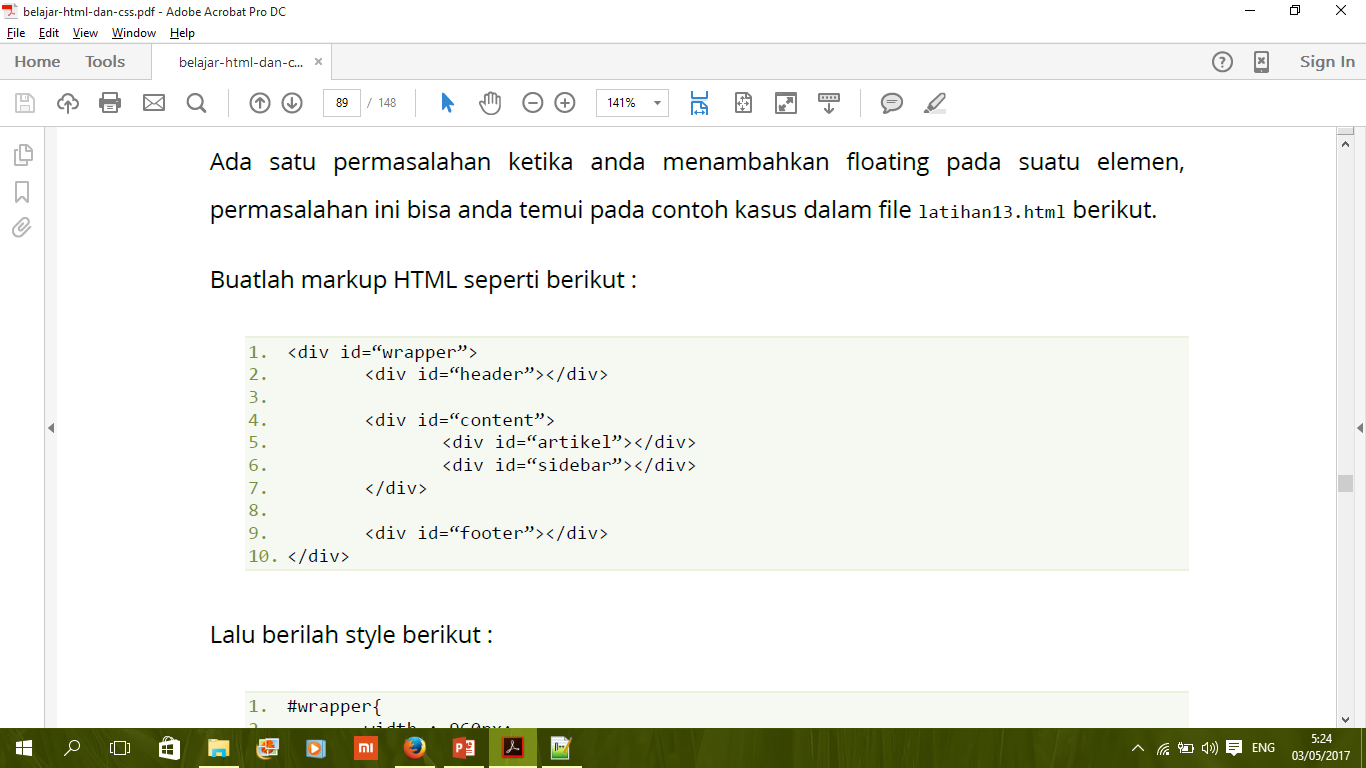 belajar-html-dan-css.pdf - Adobe Acrobat Pro DC
File Edit View Window Help
Home Tools belajar-html-dan-c... × Sign In
89 / 148 141%
Ada satu permasalahan ketika anda menambahkan floating pada suatu elemen,
permasalahan ini bisa anda temui pada contoh kasus dalam file latihan13.html berikut.
Buatlah markup HTML seperti berikut :
1. <div id=“wrapper”>
2. <div id=“header”></div>
3.
4. <div id=“content”>
5. <div id=“artikel”></div>
6. <div id=“sidebar”></div>
7. </div>
8.
9. <div id=“footer”></div>
10. </div>
Lalu berilah style berikut :
1. #wrapper{
2. width : 960px;
ENG 5:24
03/05/2017